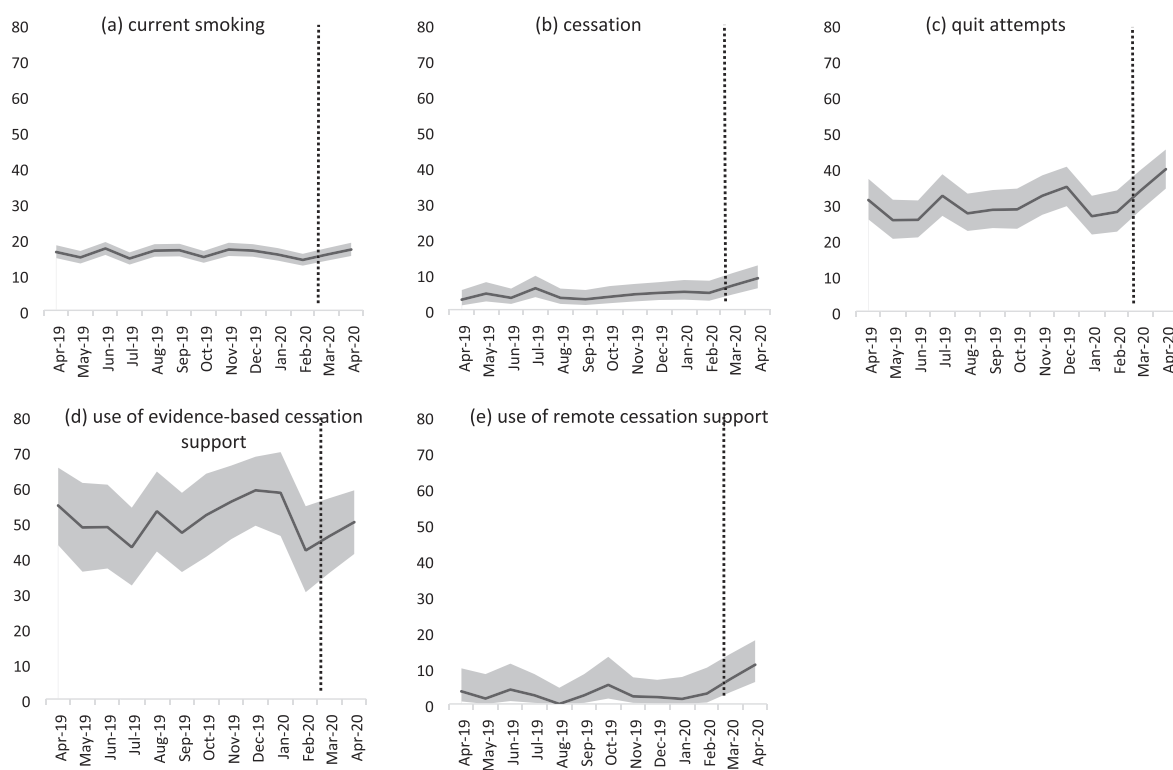 (a) current smoking
80
70
60
50
40
30
20
10
0
Apr-19
May-19
Jun-19
Jul-19
Aug-19
Sep-19
Oct-19
Nov-19
Dec-19
Jan-20
Feb-20
Mar-20
Apr-20
(b) cessation
80
70
60
50
40
30
20
10
0
Apr-19
May-19
Jun-19
Jul-19
Aug-19
Sep-19
Oct-19
Nov-19
Dec-19
Jan-20
Feb-20
Mar-20
Apr-20
(c) quit attempts
80
70
60
50
40
30
20
10
0
Apr-19
May-19
Jun-19
Jul-19
Aug-19
Sep-19
Oct-19
Nov-19
Dec-19
Jan-20
Feb-20
Mar-20
Apr-20
(d) use of evidence-based cessation
support
80
70
60
50
40
30
20
10
0
Apr-19
May-19
Jun-19
Jul-19
Aug-19
Sep-19
Oct-19
Nov-19
Dec-19
Jan-20
Feb-20
Mar-20
Apr-20
(e) use of remote cessation support
80
70
60
50
40
30
20
10
0
Apr-19
May-19
Jun-19
Jul-19
Aug-19
Sep-19
Oct-19
Nov-19
Dec-19
Jan-20
Feb-20
Mar-20
Apr-20